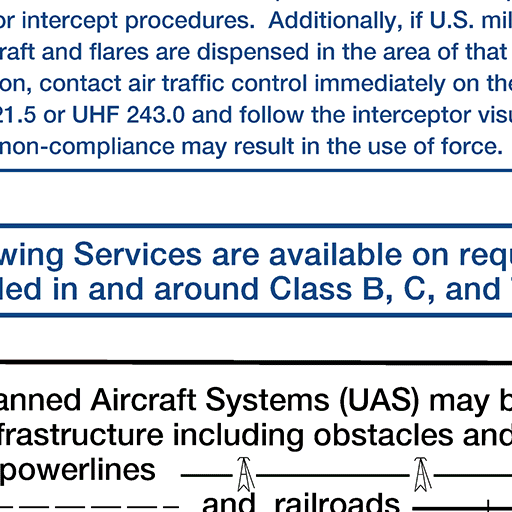 or intercept procedures. Additionally, if U.S. mil
raft and flares are dispensed in the area of that
on, contact air traffic control immediately on the
21.5 or UHF 243.0 and follow the interceptor visu
non-compliance may result in the use of force.
wing Services are available on requ
ded in and around Class B, C, and
anned Aircraft Systems (UAS) may b
frastructure including obstacles and
powerlines
and railroads